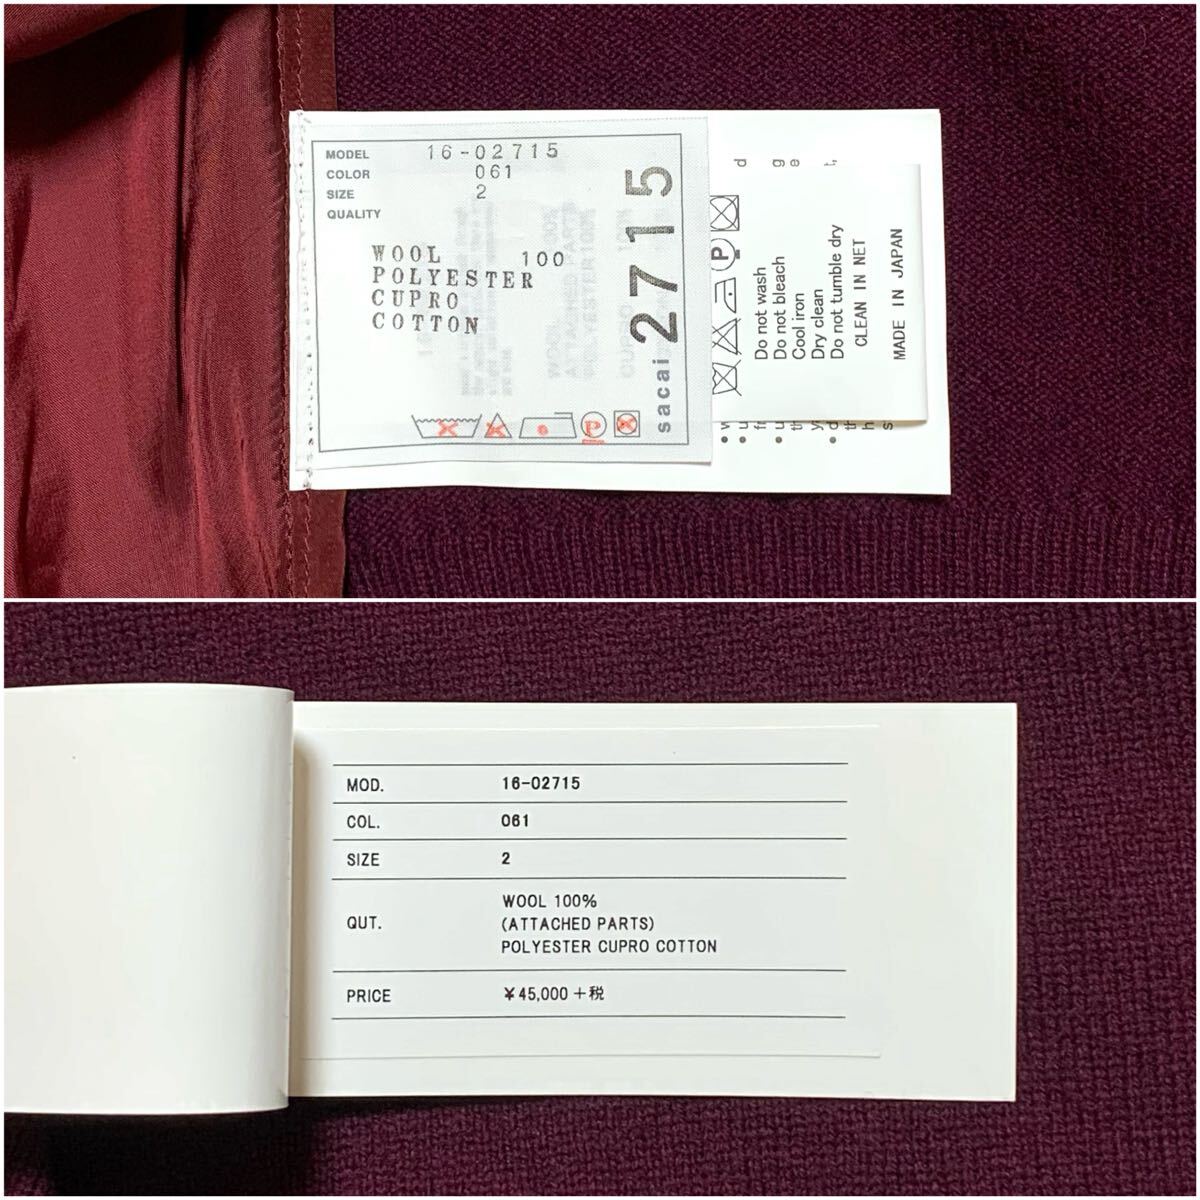 MODEL 16-02715
COLOR 061
SIZE 2
QUALITY
WOOL 100
POLYESTER
CUPRO
COTTON
sacai 2715
P
P
Do not wash
Do not bleach
Cool iron
Dry clean
Do not tumble dry
CLEAN IN NET
MADE IN JAPAN
MOD. 16-02715
COL. 061
SIZE 2
QUT. WOOL 100%
(ATTACHED PARTS)
POLYESTER CUPRO COTTON
PRICE ¥45,000+税